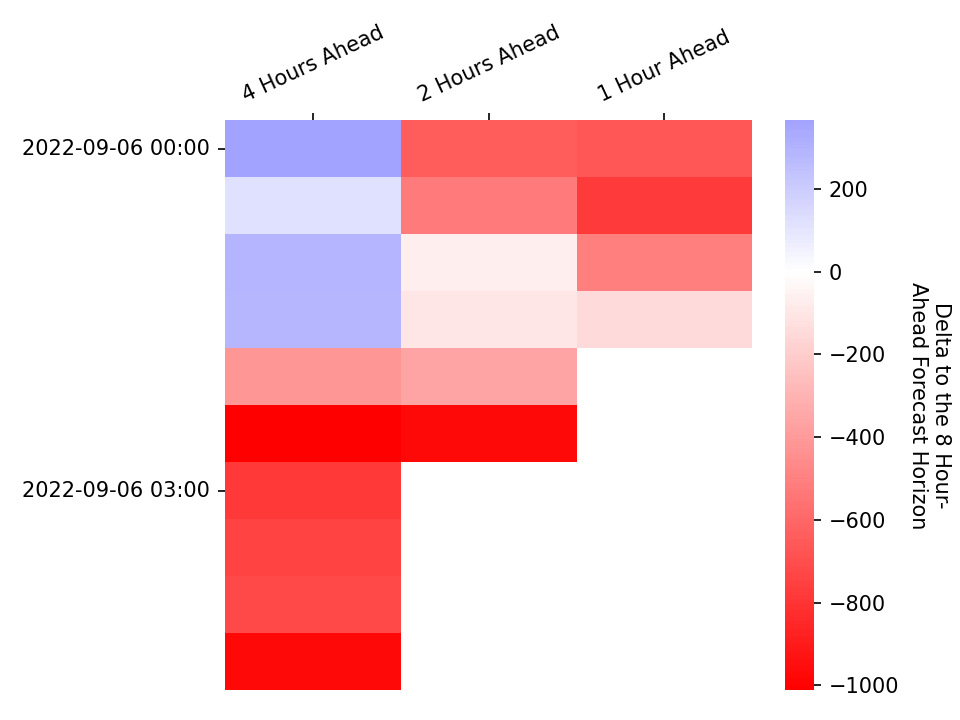 4 Hours Ahead
2 Hours Ahead
1 Hour Ahead
2022-09-06 00:00
2022-09-06 03:00
200
0
−200
−400
−600
−800
−1000
Delta to the 8 Hour-
Ahead Forecast Horizon